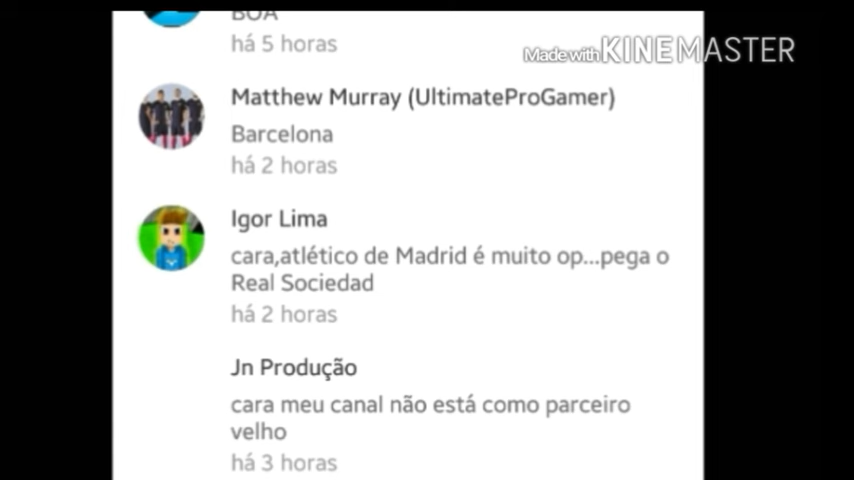 BOA
há 5 horas
Made with KINEMASTER
Matthew Murray (UltimateProGamer)
Barcelona
há 2 horas
Igor Lima
cara,atlético de Madrid é muito op...pega o
Real Sociedad
há 2 horas
Jn Produção
cara meu canal não está como parceiro
velho
há 3 horas